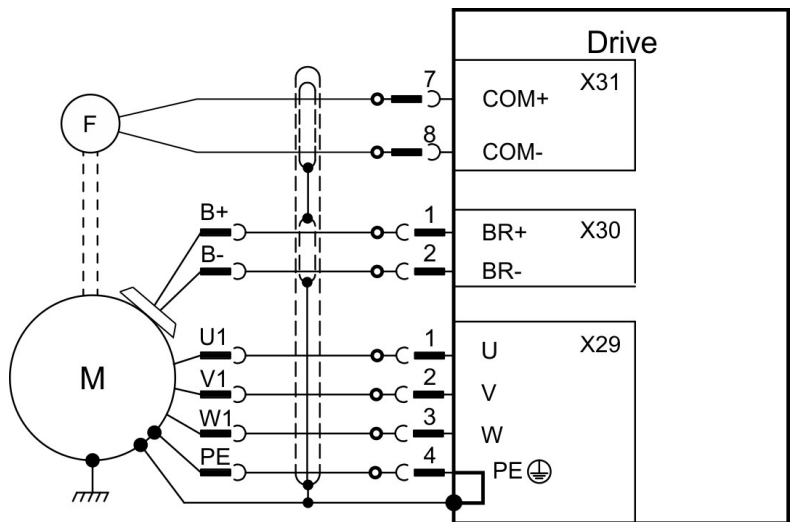 Drive
7 COM+ X31
F
8 COM-
B+ 1 BR+ X30
B- 2 BR-
U1 1 U X29
M
V1 2 V
W1 3 W
PE 4 PE